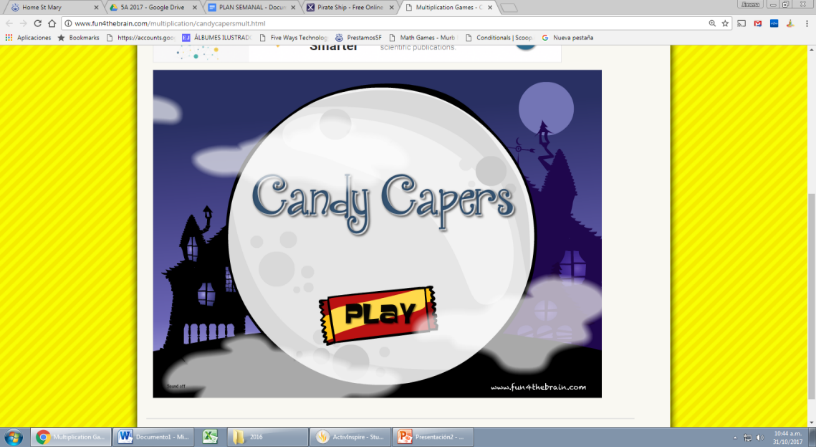 Home St Mary
5A 2017 - Google Drive
PLAN SEMANAL - Docu
Pirate Ship - Free Online
Multiplication Games - C
www.fun4thebrain.com/multiplication/candycapersmult.html
Aplicaciones
Bookmarks
https://accounts.goo
ÁLBUMES ILUSTRAD
Five Ways Technolog
PrestamosSF
Math Games - Multi
Conditionals | Scoop
Nueva pestaña
Smarter
scientific publications.
Candy Capers
PLAY
www.fun4thebrain.com
Multiplication Ga...
Documento1 - Mi...
2016
ActivInspire - Stu...
Presentación2 - ...
10:44 a.m.
31/10/2017